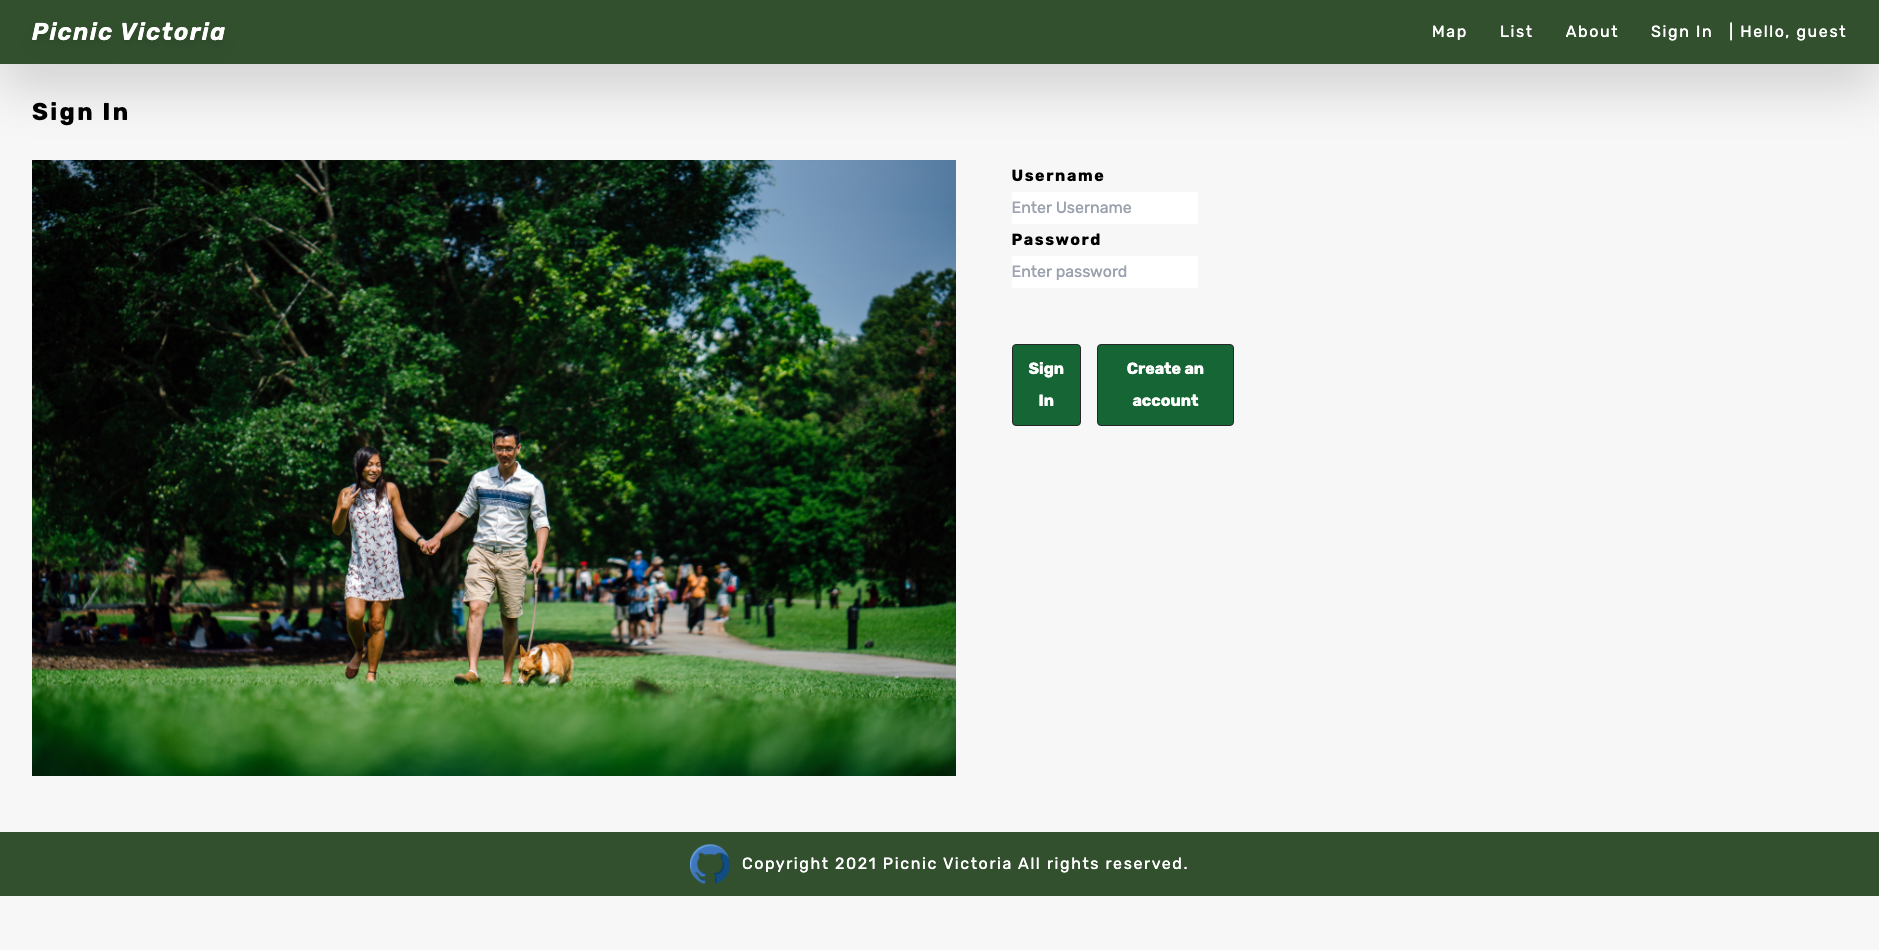 Picnic Victoria
Map List About Sign In | Hello, guest
Sign In
Username
Enter Username
Password
Enter password
Sign
In
Create an
account
Copyright 2021 Picnic Victoria All rights reserved.